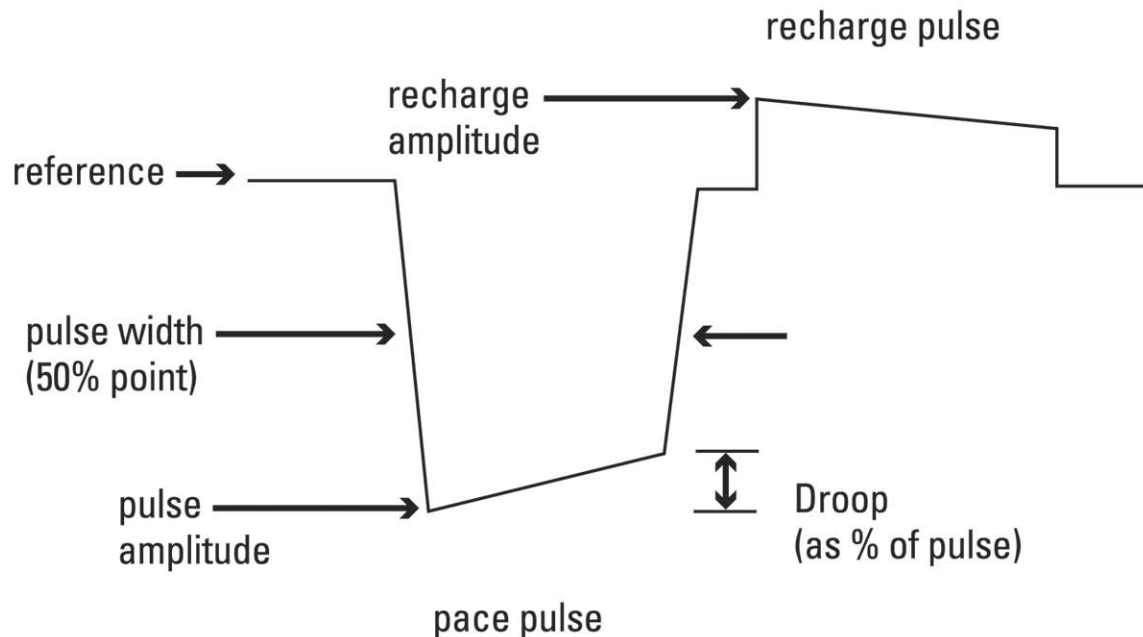 recharge pulse
recharge
amplitude
reference
pulse width
(50% point)
pulse
amplitude
Droop
(as % of pulse)
pace pulse